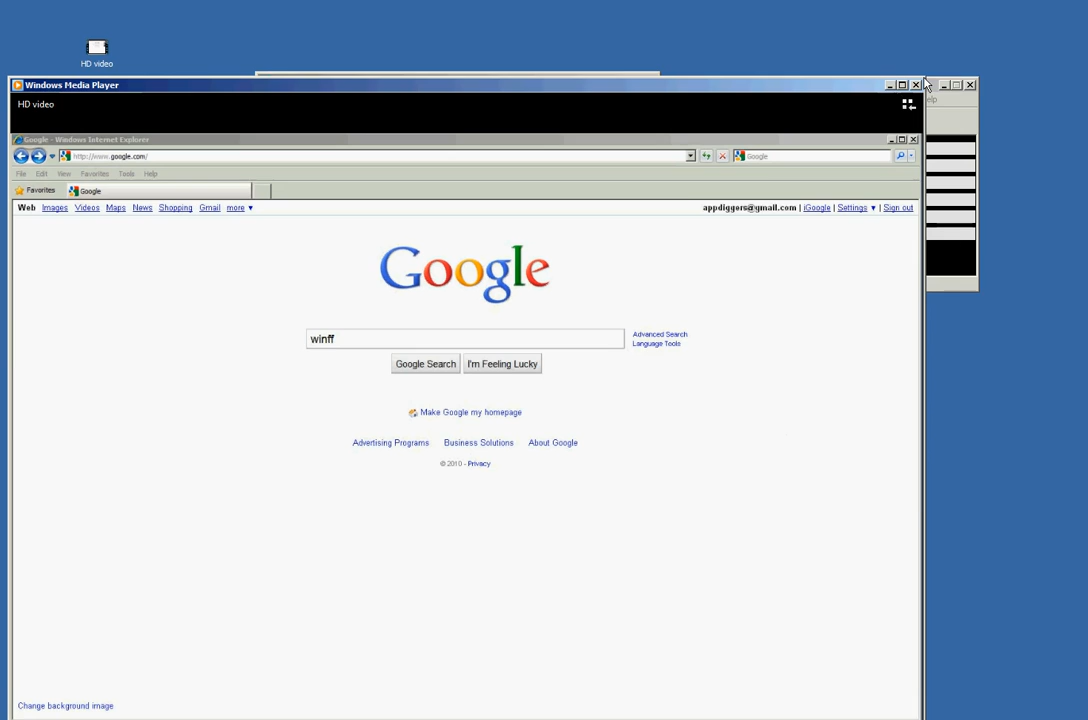 HD video
Windows Media Player
HD video
Google - Windows Internet Explorer
http://www.google.com/
Google
File Edit View Favorites Tools Help
elp
Favorites
Google
Web Images Videos Maps News Shopping Gmail more ▼
appdiggers@gmail.com | iGoogle | Settings ▼ | Sign out
Google
winff
Advanced Search
Language Tools
Google Search
I'm Feeling Lucky
Make Google my homepage
Advertising Programs Business Solutions About Google
© 2010 - Privacy
Change background image